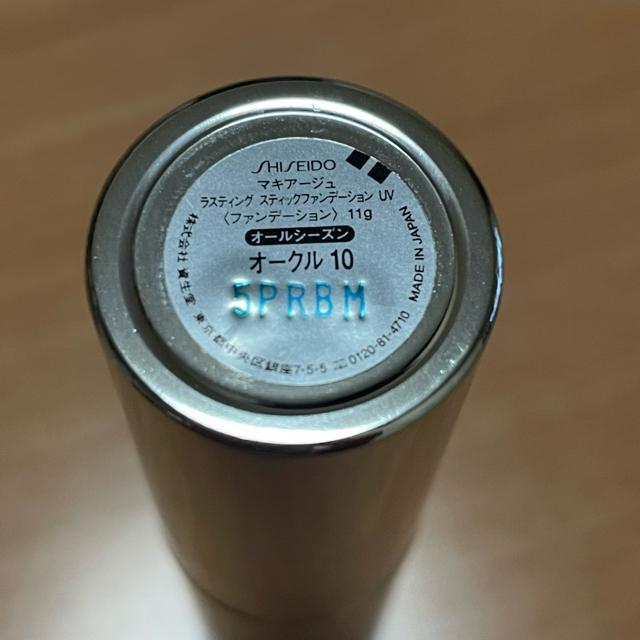 SHISEIDO
マキアージュ
ラスティング スティックファンデーション UV
〈ファンデーション〉 11g
オールシーズン
オークル 10
5PRBM
株式会社 資生堂 東京都中央区銀座7-5-5 ☏0120-81-4710 MADE IN JAPAN